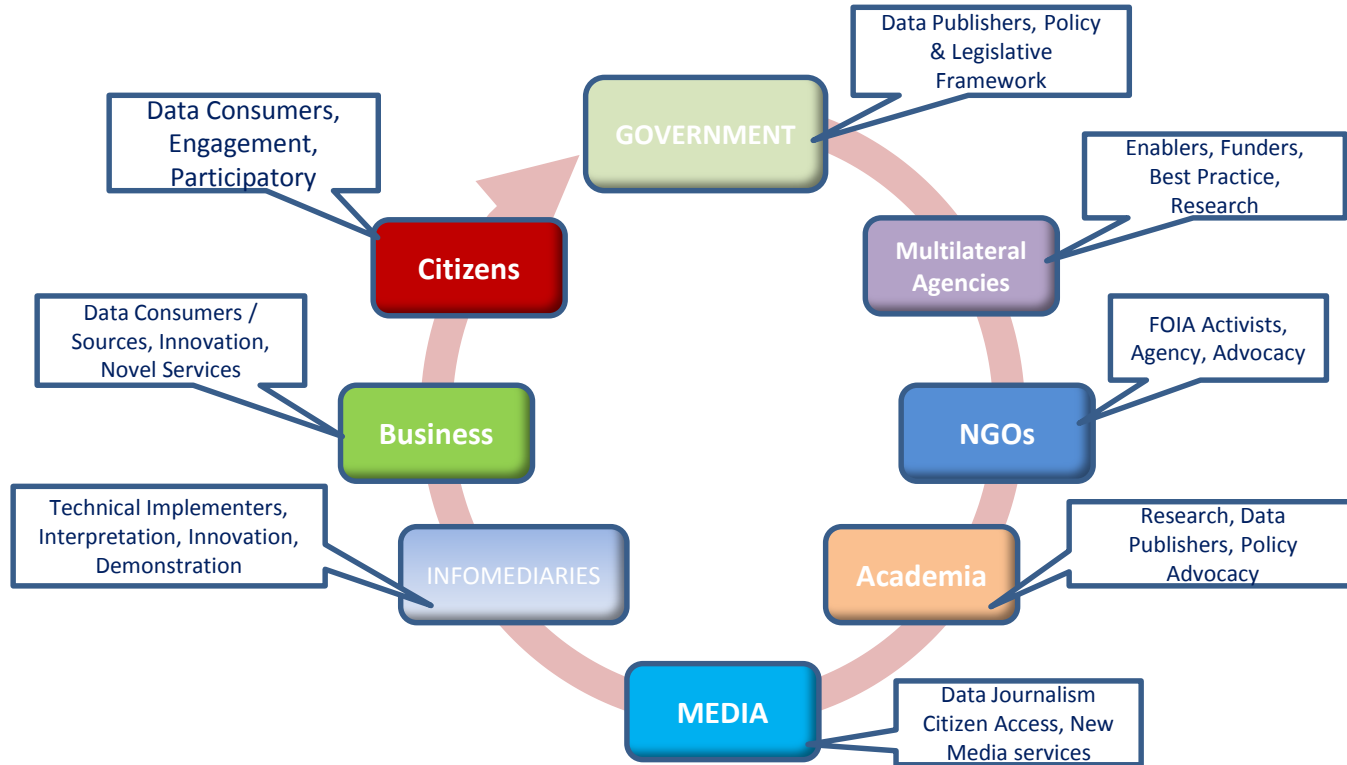 Data Publishers, Policy
& Legislative
Framework
GOVERNMENT
Data Consumers,
Engagement,
Participatory
Enablers, Funders,
Best Practice,
Research
Citizens
Multilateral
Agencies
Data Consumers /
Sources, Innovation,
Novel Services
FOIA Activists,
Agency, Advocacy
Business
NGOs
Technical Implementers,
Interpretation, Innovation,
Demonstration
Research, Data
Publishers, Policy
Advocacy
INFOMEDIARIES
Academia
MEDIA
Data Journalism
Citizen Access, New
Media services